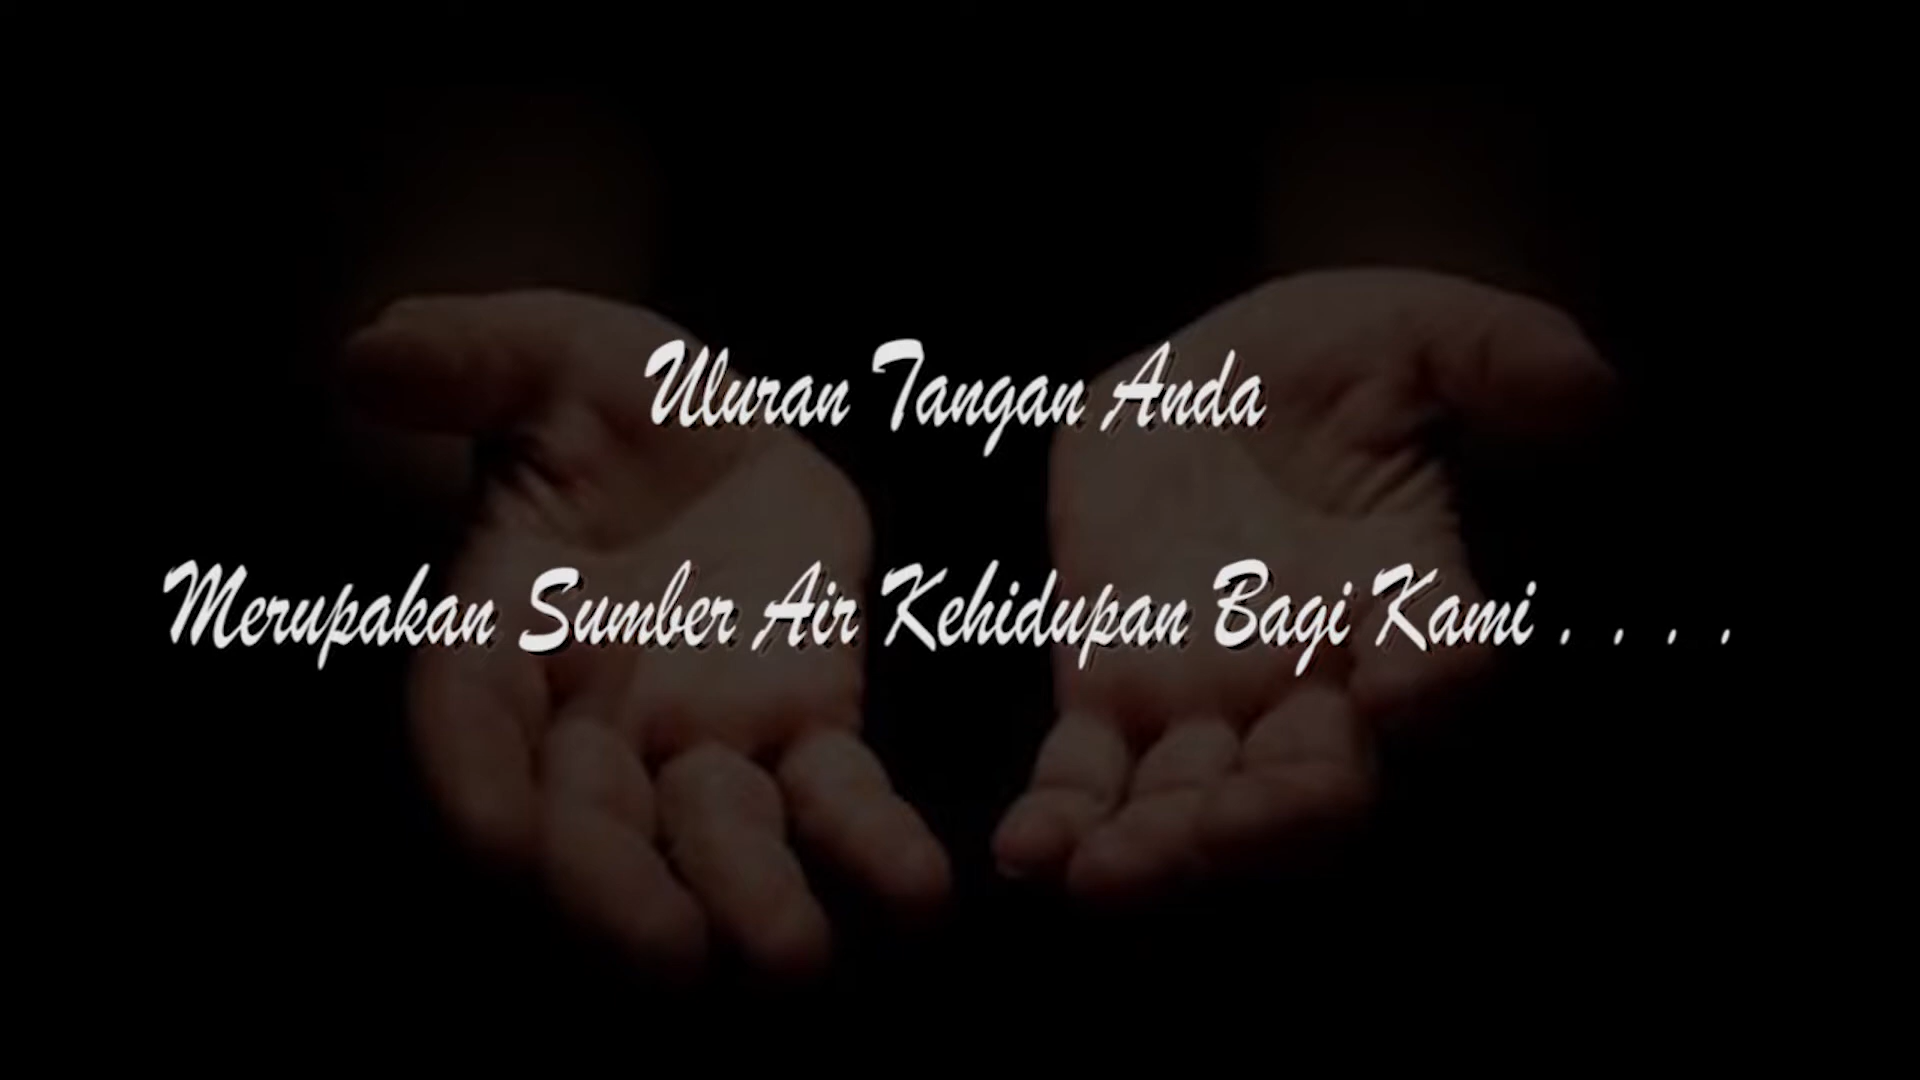 Uluran Tangan Anda
Merupakan Sumber Air Kehidupan Bagi Kami . . . .